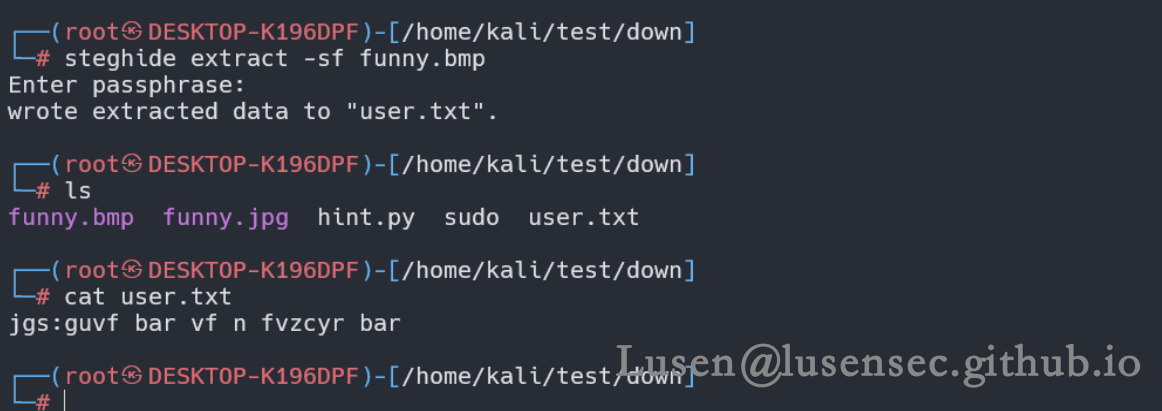 ┌──(root㉿DESKTOP-K196DPF)-[/home/kali/test/down]
└─# steghide extract -sf funny.bmp
Enter passphrase:
wrote extracted data to "user.txt".
┌──(root㉿DESKTOP-K196DPF)-[/home/kali/test/down]
└─# ls
funny.bmp  funny.jpg  hint.py  sudo  user.txt
┌──(root㉿DESKTOP-K196DPF)-[/home/kali/test/down]
└─# cat user.txt
jgs:guvf bar vf n fvzcyr bar
┌──(root㉿DESKTOP-K196DPF)-[/home/kali/test/down]
└─#
Lusen@lusensec.github.io